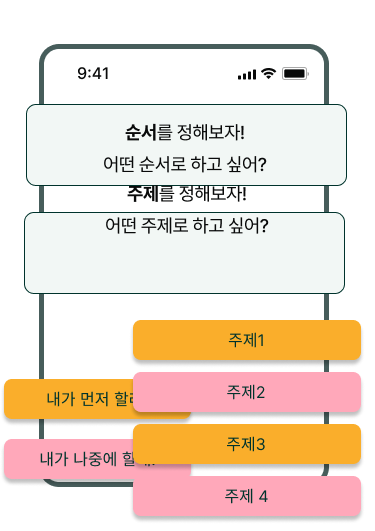 9:41
순서를 정해보자!
어떤 순서로 하고 싶어?
주제를 정해보자!
어떤 주제로 하고 싶어?
주제1
주제2
내가 먼저 할
주제3
내가 나중에 할
주제 4